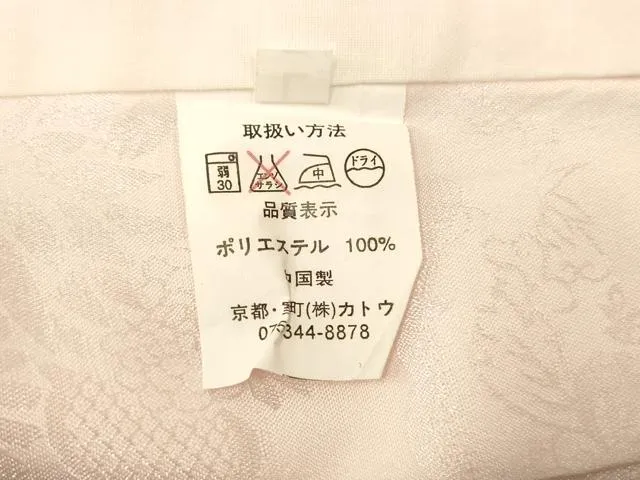 取扱い方法
弱 30 エンソ サラシ 中 ドライ
品質表示
ポリエステル 100%
中国製
京都・室町(株)カトウ
344-8878